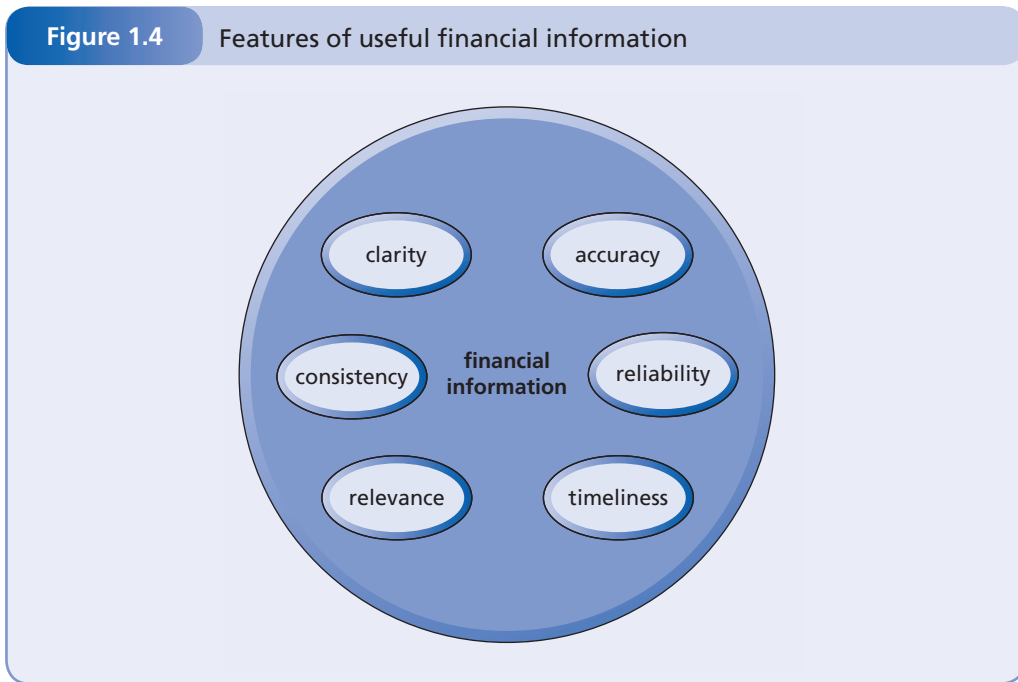 Figure 1.4 Features of useful financial information
clarity accuracy
consistency financial information reliability
relevance timeliness